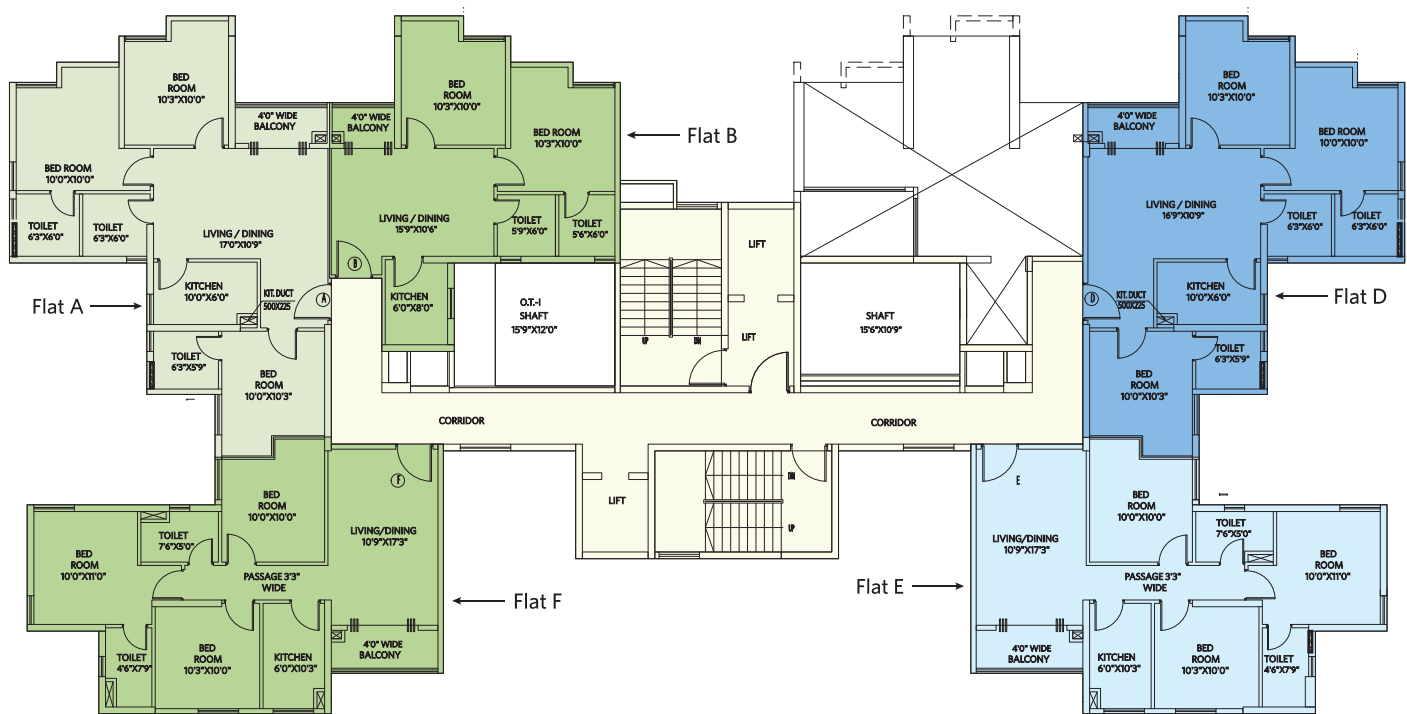 BED
ROOM
10'3"X10'0"
4'0" WIDE
BALCONY
BED ROOM
10'0"X10'0"
TOILET
6'3"X6'0"
TOILET
6'3"X6'0"
LIVING / DINING
17'0"X10'9"
KITCHEN
10'0"X6'0"
KIT. DUCT
500X225
A
Flat A
TOILET
6'3"X5'9"
BED
ROOM
10'0"X10'3"
4'0" WIDE
BALCONY
BED
ROOM
10'3"X10'0"
BED ROOM
10'3"X10'0"
Flat B
LIVING / DINING
15'9"X10'6"
TOILET
5'9"X6'0"
TOILET
5'6"X6'0"
B
KITCHEN
6'0"X8'0"
O.T.-I
SHAFT
15'9"X12'0"
LIFT
LIFT
UP
DN
SHAFT
15'6"X10'9"
CORRIDOR
CORRIDOR
LIFT
DN
UP
BED
ROOM
10'3"X10'0"
4'0" WIDE
BALCONY
BED ROOM
10'0"X10'0"
LIVING / DINING
16'9"X10'9"
TOILET
6'3"X6'0"
TOILET
6'3"X6'0"
D
KIT. DUCT
500X225
KITCHEN
10'0"X6'0"
Flat D
TOILET
6'3"X5'9"
BED
ROOM
10'0"X10'3"
BED
ROOM
10'0"X10'0"
F
LIVING/DINING
10'9"X17'3"
TOILET
7'6"X5'0"
BED
ROOM
10'0"X11'0"
PASSAGE 3'3"
WIDE
Flat F
TOILET
4'6"X7'9"
BED
ROOM
10'3"X10'0"
KITCHEN
6'0"X10'3"
4'0" WIDE
BALCONY
E
BED
ROOM
10'0"X10'0"
LIVING/DINING
10'9"X17'3"
TOILET
7'6"X5'0"
BED
ROOM
10'0"X11'0"
PASSAGE 3'3"
WIDE
Flat E
4'0" WIDE
BALCONY
KITCHEN
6'0"X10'3"
BED
ROOM
10'3"X10'0"
TOILET
4'6"X7'9"